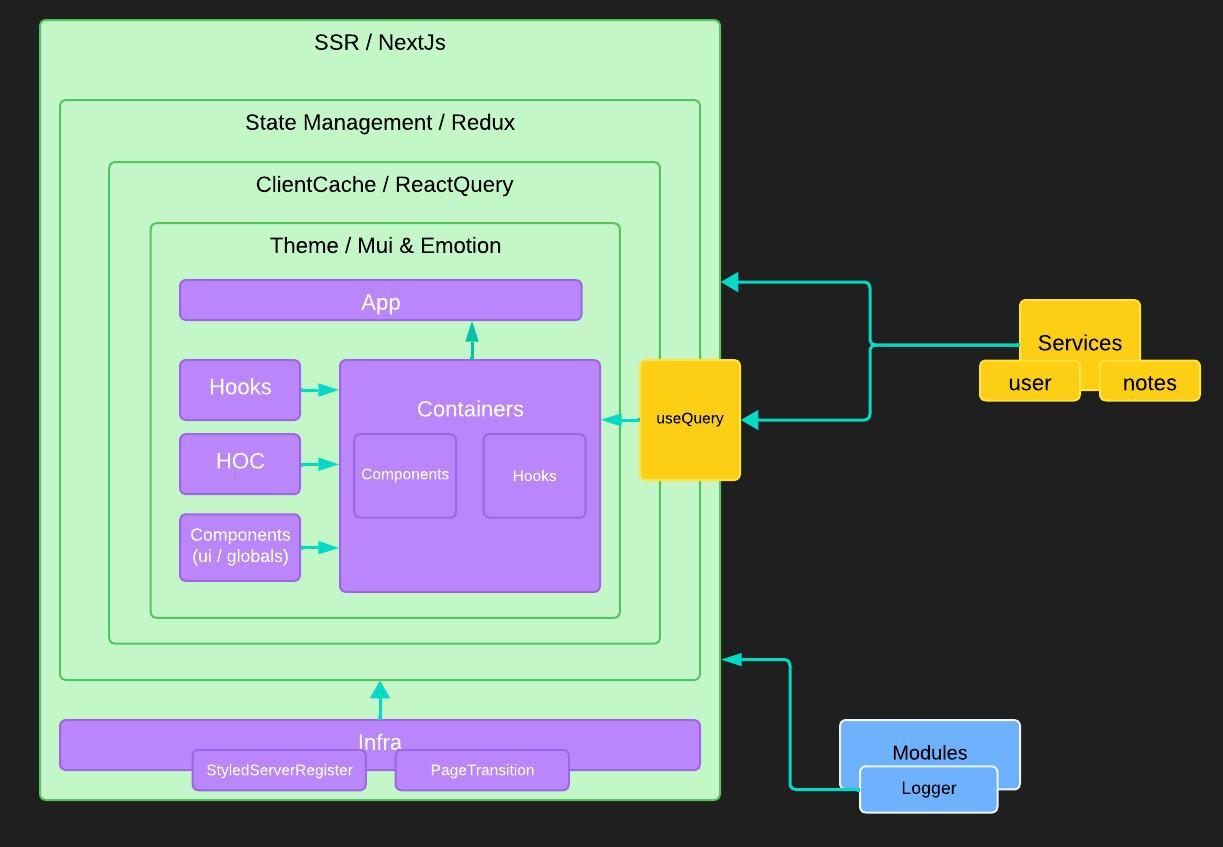 SSR / NextJs
State Management / Redux
ClientCache / ReactQuery
Theme / Mui & Emotion
App
Hooks
HOC
Components
(ui / globals)
Containers
Components
Hooks
useQuery
Services
user
notes
Infra
StyledServerRegister
PageTransition
Modules
Logger